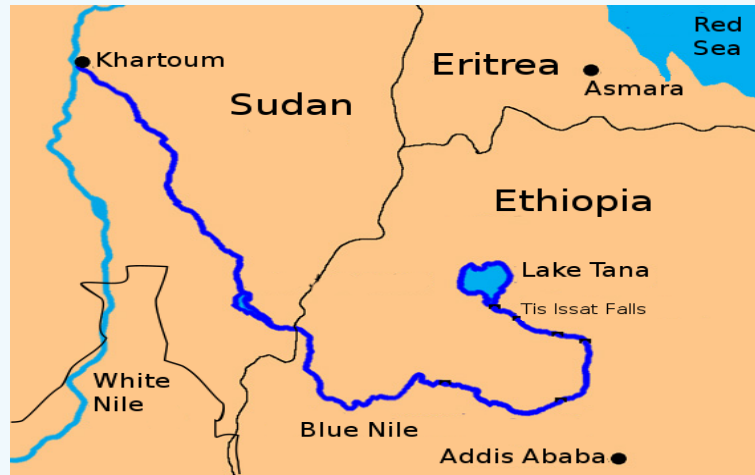 Red
Sea
Khartoum
Eritrea
Asmara
Sudan
Ethiopia
Lake Tana
Tis Issat Falls
White
Nile
Blue Nile
Addis Ababa